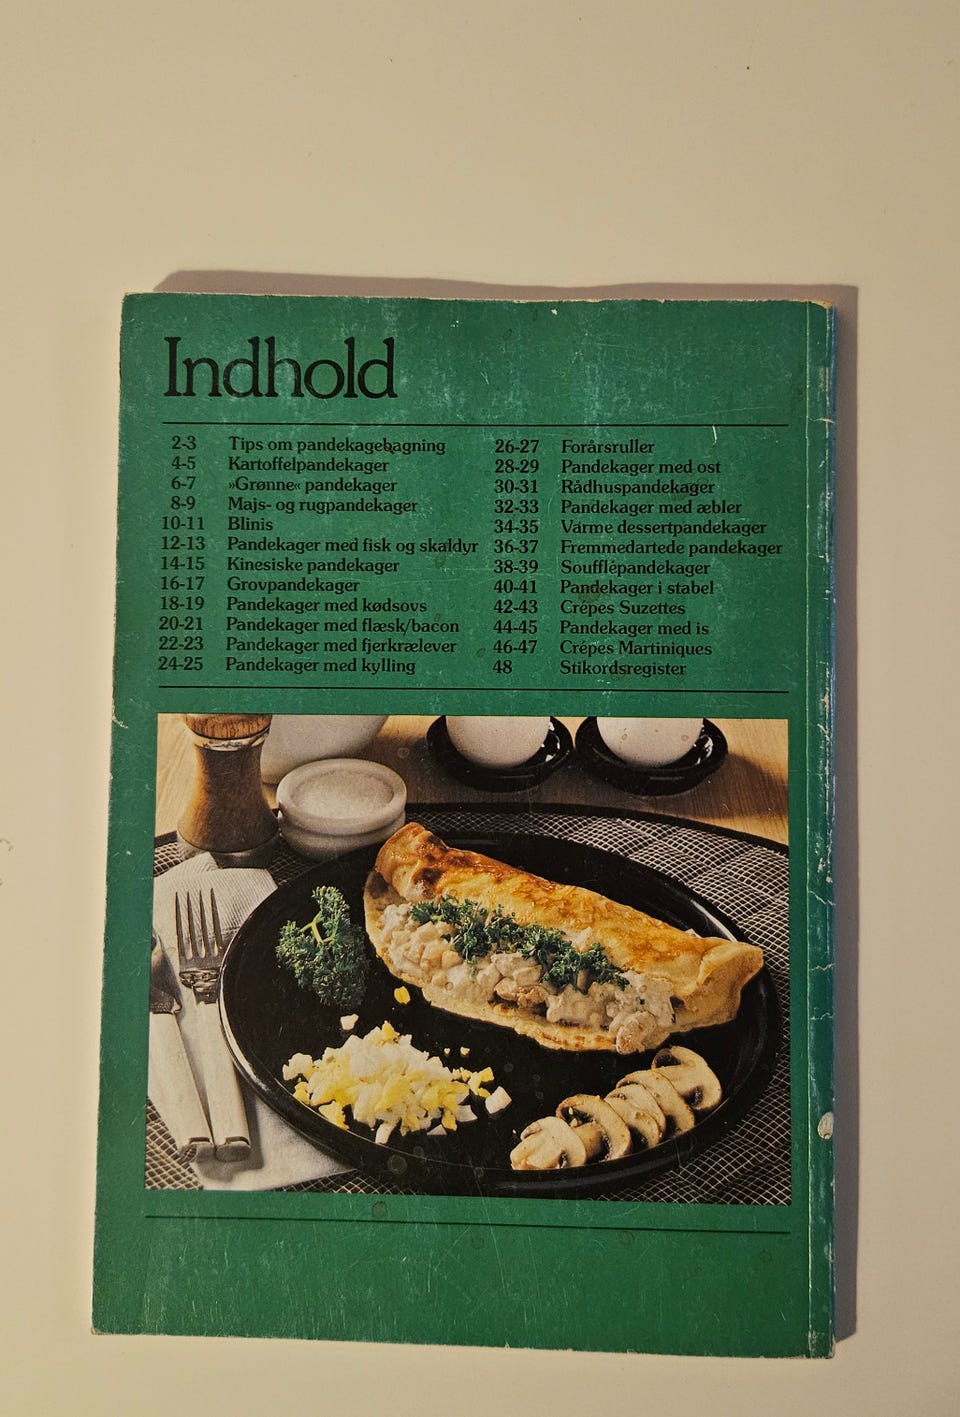 Indhold
2-3 Tips om pandekagebagning
4-5 Kartoffelpandekager
6-7 »Grønne« pandekager
8-9 Majs- og rugpandekager
10-11 Blinis
12-13 Pandekager med fisk og skaldyr
14-15 Kinesiske pandekager
16-17 Grovpandekager
18-19 Pandekager med kødsovs
20-21 Pandekager med flæsk/bacon
22-23 Pandekager med fjerkrælever
24-25 Pandekager med kylling
26-27 Forårsruller
28-29 Pandekager med ost
30-31 Rådhuspandekager
32-33 Pandekager med æbler
34-35 Varme dessertpandekager
36-37 Fremmedartede pandekager
38-39 Soufflépandekager
40-41 Pandekager i stabel
42-43 Crépes Suzettes
44-45 Pandekager med is
46-47 Crépes Martiniques
48 Stikordsregister